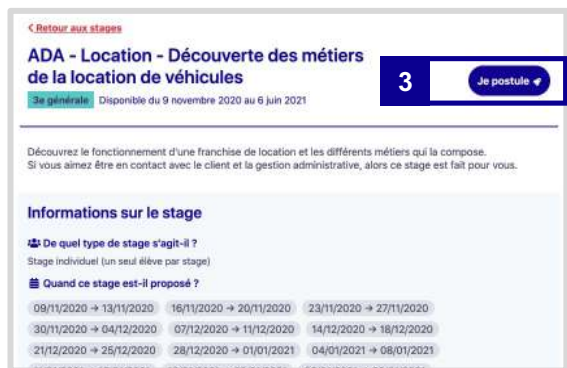 < Retour aux stages
ADA - Location - Découverte des métiers
de la location de véhicules
3
Je postule
3e générale Disponible du 9 novembre 2020 au 6 juin 2021
Découvrez le fonctionnement d'une franchise de location et les différents métiers qui la compose.
Si vous aimez être en contact avec le client et la gestion administrative, alors ce stage est fait pour vous.
Informations sur le stage
De quel type de stage s'agit-il ?
Stage individuel (un seul élève par stage)
Quand ce stage est-il proposé ?
09/11/2020 → 13/11/2020 16/11/2020 → 20/11/2020 23/11/2020 → 27/11/2020
30/11/2020 → 04/12/2020 07/12/2020 → 11/12/2020 14/12/2020 → 18/12/2020
21/12/2020 → 25/12/2020 28/12/2020 → 01/01/2021 04/01/2021 → 08/01/2021